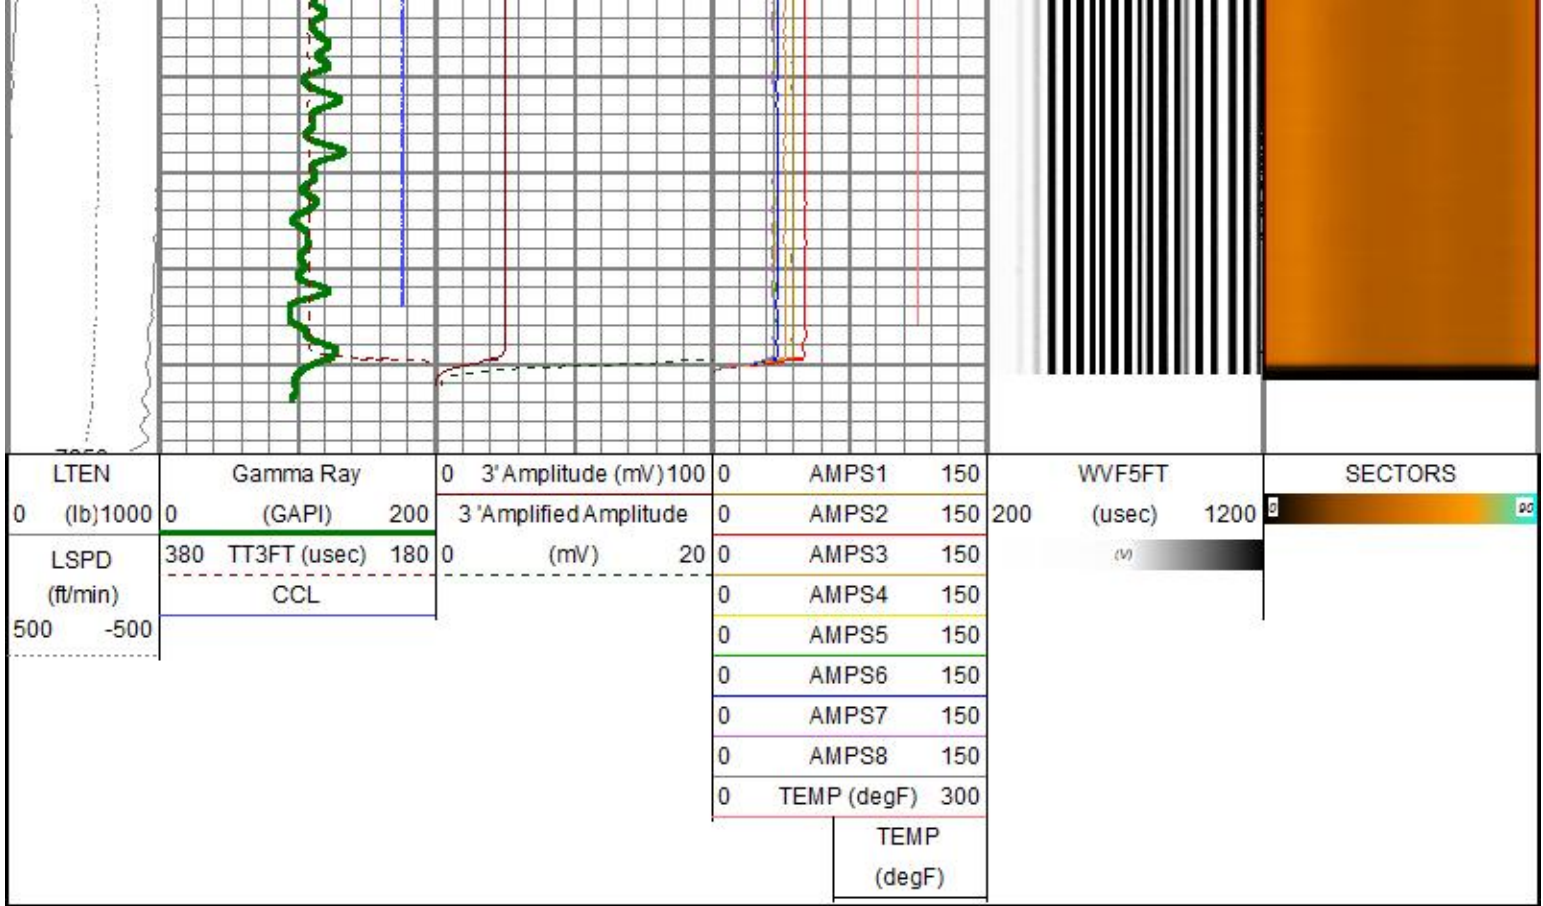 LTEN
0 (lb)1000
LSPD
(ft/min)
500 -500
Gamma Ray
0 (GAPI) 200
380 TT3FT (usec) 180
CCL
0 3' Amplitude (mV)100
3 'Amplified Amplitude
0 (mV) 20
0 AMPS1 150
0 AMPS2 150
0 AMPS3 150
0 AMPS4 150
0 AMPS5 150
0 AMPS6 150
0 AMPS7 150
0 AMPS8 150
0 TEMP (degF) 300
TEMP
(degF)
WVF5FT
200 (usec) 1200
(V)
SECTORS
0 90